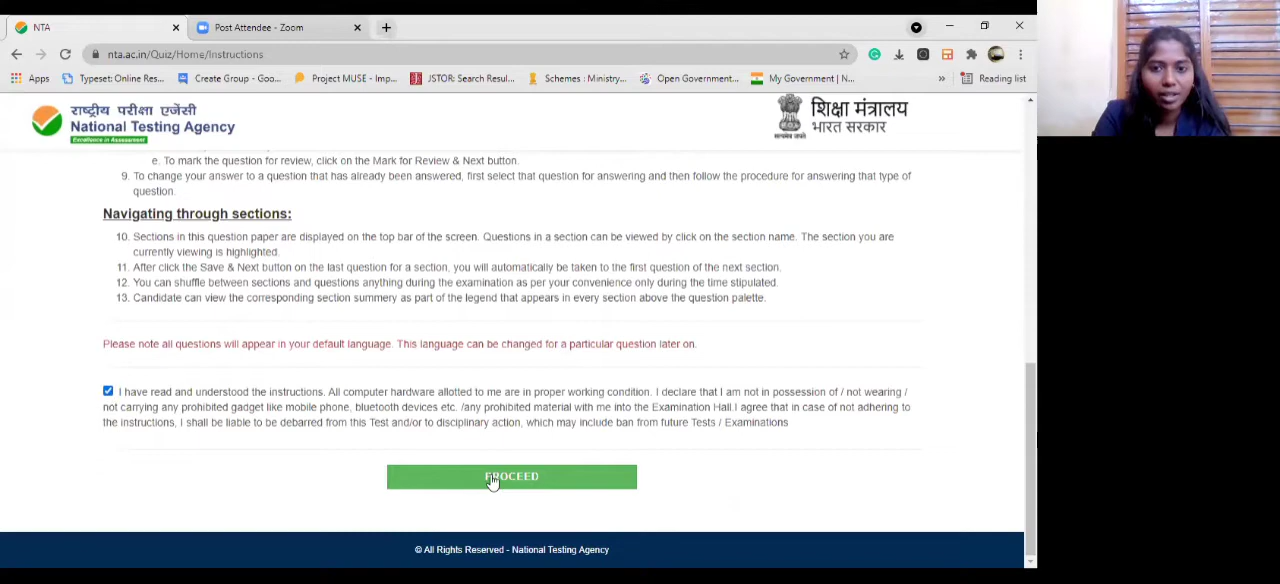 NTA
Post Attendee - Zoom
nta.ac.in/Quiz/Home/Instructions
Apps
Typeset: Online Res...
Create Group - Goo...
Project MUSE - Imp...
JSTOR: Search Resul...
Schemes : Ministry...
Open Government...
My Government | N...
»
Reading list
राष्ट्रीय परीक्षा एजेंसी
National Testing Agency
Excellence in Assessment
शिक्षा मंत्रालय
भारत सरकार
e. To mark the question for review, click on the Mark for Review & Next button.
9. To change your answer to a question that has already been answered, first select that question for answering and then follow the procedure for answering that type of
question.
Navigating through sections:
10. Sections in this question paper are displayed on the top bar of the screen. Questions in a section can be viewed by click on the section name. The section you are
currently viewing is highlighted.
11. After click the Save & Next button on the last question for a section, you will automatically be taken to the first question of the next section.
12. You can shuffle between sections and questions anything during the examination as per your convenience only during the time stipulated.
13. Candidate can view the corresponding section summery as part of the legend that appears in every section above the question palette.
Please note all questions will appear in your default language. This language can be changed for a particular question later on.
I have read and understood the instructions. All computer hardware allotted to me are in proper working condition. I declare that I am not in possession of / not wearing /
not carrying any prohibited gadget like mobile phone, bluetooth devices etc. /any prohibited material with me into the Examination Hall.I agree that in case of not adhering to
the instructions, I shall be liable to be debarred from this Test and/or to disciplinary action, which may include ban from future Tests / Examinations
PROCEED
© All Rights Reserved - National Testing Agency